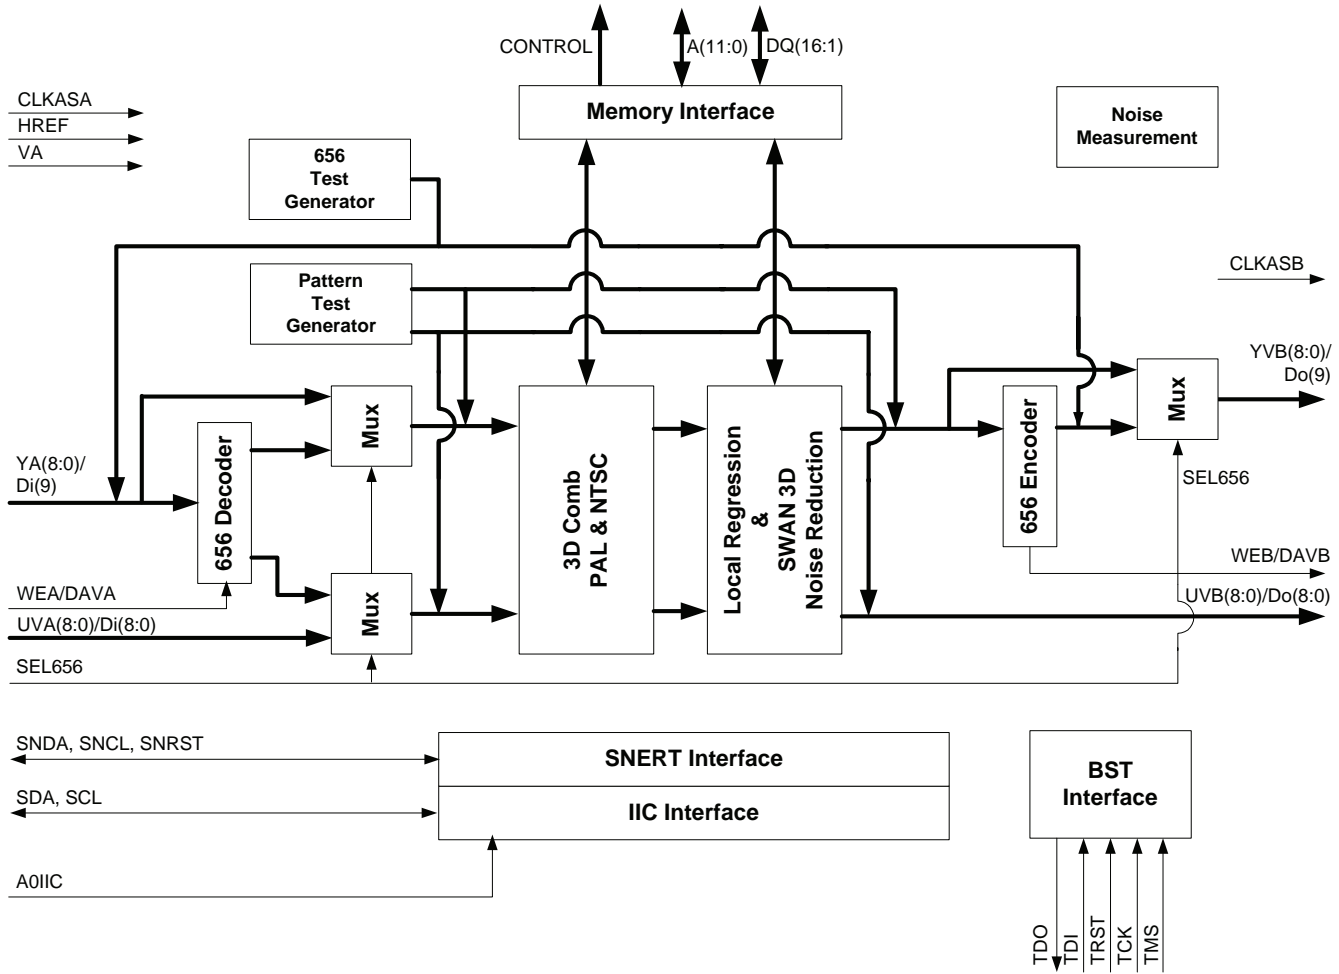 CONTROL
A(11:0)
DQ(16:1)
Memory Interface
Noise
Measurement
CLKASA
HREF
VA
656
Test
Generator
Pattern
Test
Generator
CLKASB
YVB(8:0)/
Do(9)
Mux
Mux
Mux
656 Decoder
YA(8:0)/
Di(9)
3D Comb
PAL & NTSC
Local Regression
&
SWAN 3D
Noise Reduction
656 Encoder
SEL656
WEA/DAVA
UVA(8:0)/Di(8:0)
SEL656
WEB/DAVB
UVB(8:0)/Do(8:0)
SNDA, SNCL, SNRST
SNERT Interface
SDA, SCL
IIC Interface
A0IIC
BST
Interface
TDO
TDI
TRST
TCK
TMS